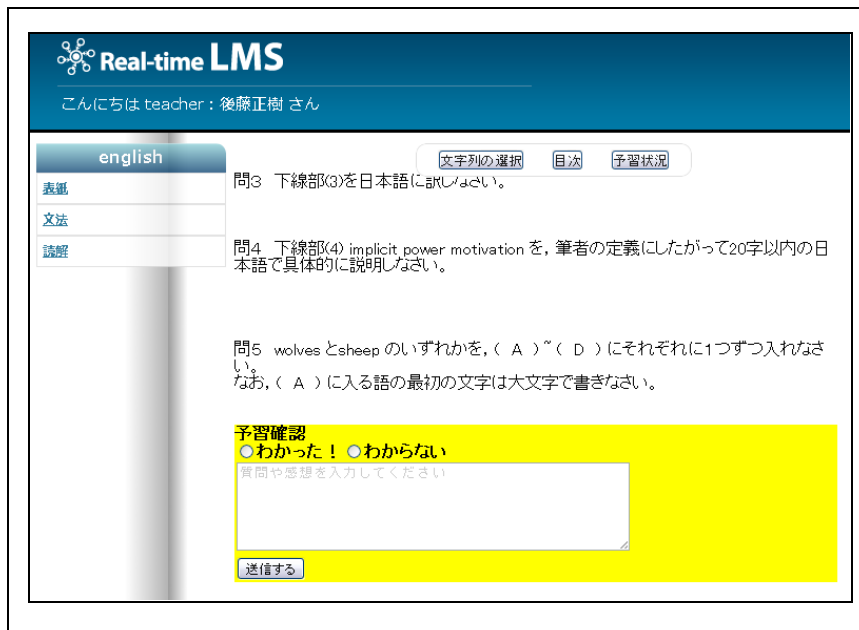 Real-time LMS
こんにちは teacher：後藤正樹 さん
english
表紙
文法
読解
文字列の選択 目次 予習状況
問3 下線部(3)を日本語に訳しなさい。
問4 下線部(4) implicit power motivation を, 筆者の定義にしたがって20字以内の日
本語で具体的に説明しなさい。
問5 wolves とsheep のいずれかを, ( A )~( D )にそれぞれに1つずつ入れなさ
い。
なお, ( A )に入る語の最初の文字は大文字で書きなさい。
予習確認
わかった！ わからない
質問や感想を入力してください
送信する